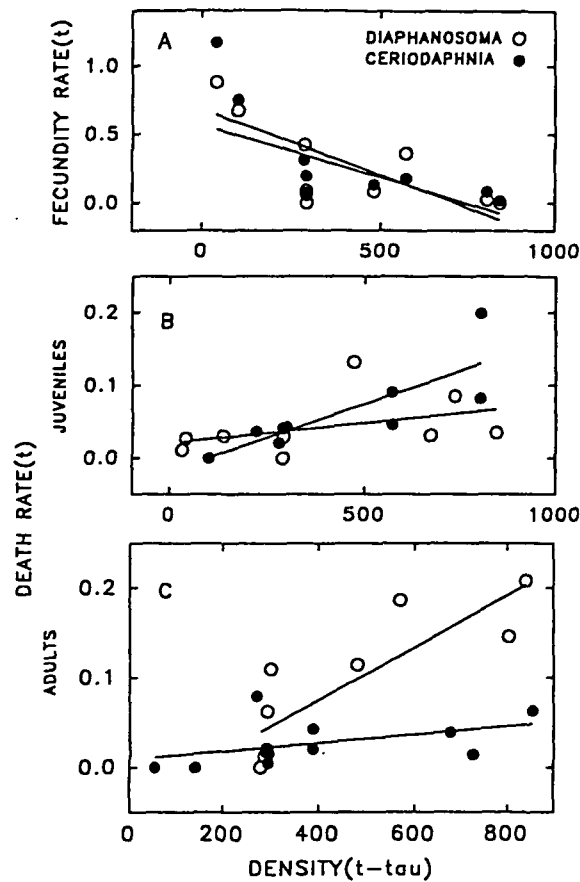 A
DIAPHANOSOMA
CERIODAPHNIA
FECUNDITY RATE(t)
1.0
0.5
0.0
0 500 1000
B
JUVENILES
0.2
0.1
0.0
0 500 1000
DEATH RATE(t)
C
ADULTS
0.2
0.1
0.0
0 200 400 600 800
DENSITY(t-tau)